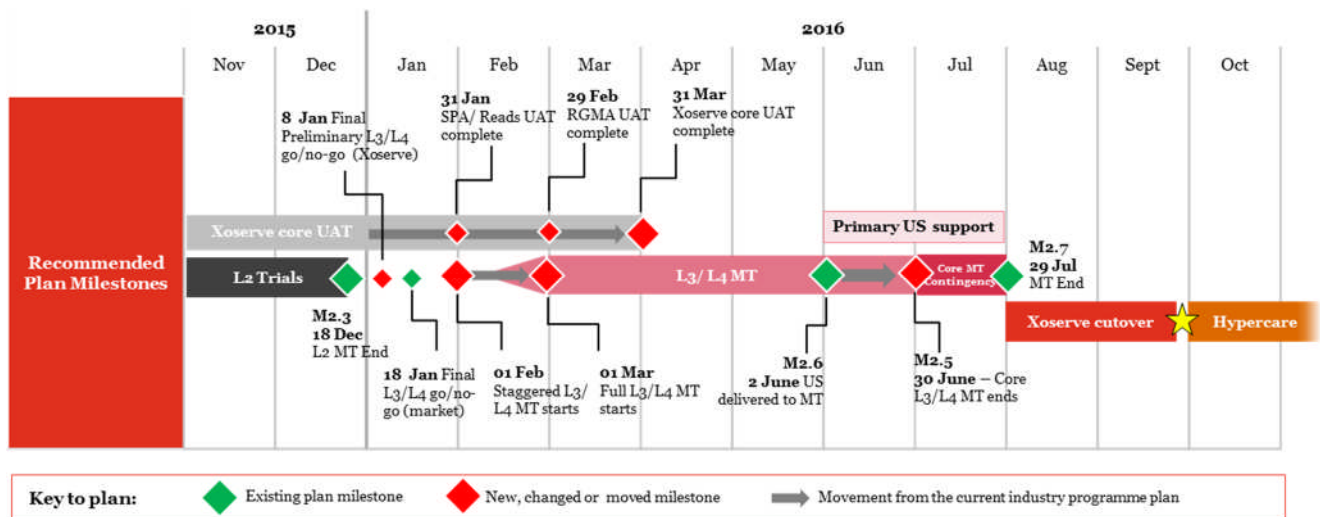 2015
2016
Nov
Dec
Jan
Feb
Mar
Apr
May
Jun
Jul
Aug
Sept
Oct
Recommended
Plan Milestones
8 Jan Final
Preliminary L3/L4
go/no-go (Xoserve)
31 Jan
SPA/ Reads UAT
complete
29 Feb
RGMA UAT
complete
31 Mar
Xoserve core UAT
complete
Xoserve core UAT
Primary US support
L2 Trials
L3/ L4 MT
Core MT
Contingency
M2.7
29 Jul
MT End
Xoserve cutover
Hypercare
M2.3
18 Dec
L2 MT End
18 Jan Final
L3/L4 go/no-
go (market)
01 Feb
Staggered L3/
L4 MT starts
01 Mar
Full L3/L4 MT
starts
M2.6
2 June US
delivered to MT
M2.5
30 June – Core
L3/L4 MT ends
Key to plan:
Existing plan milestone
New, changed or moved milestone
Movement from the current industry programme plan